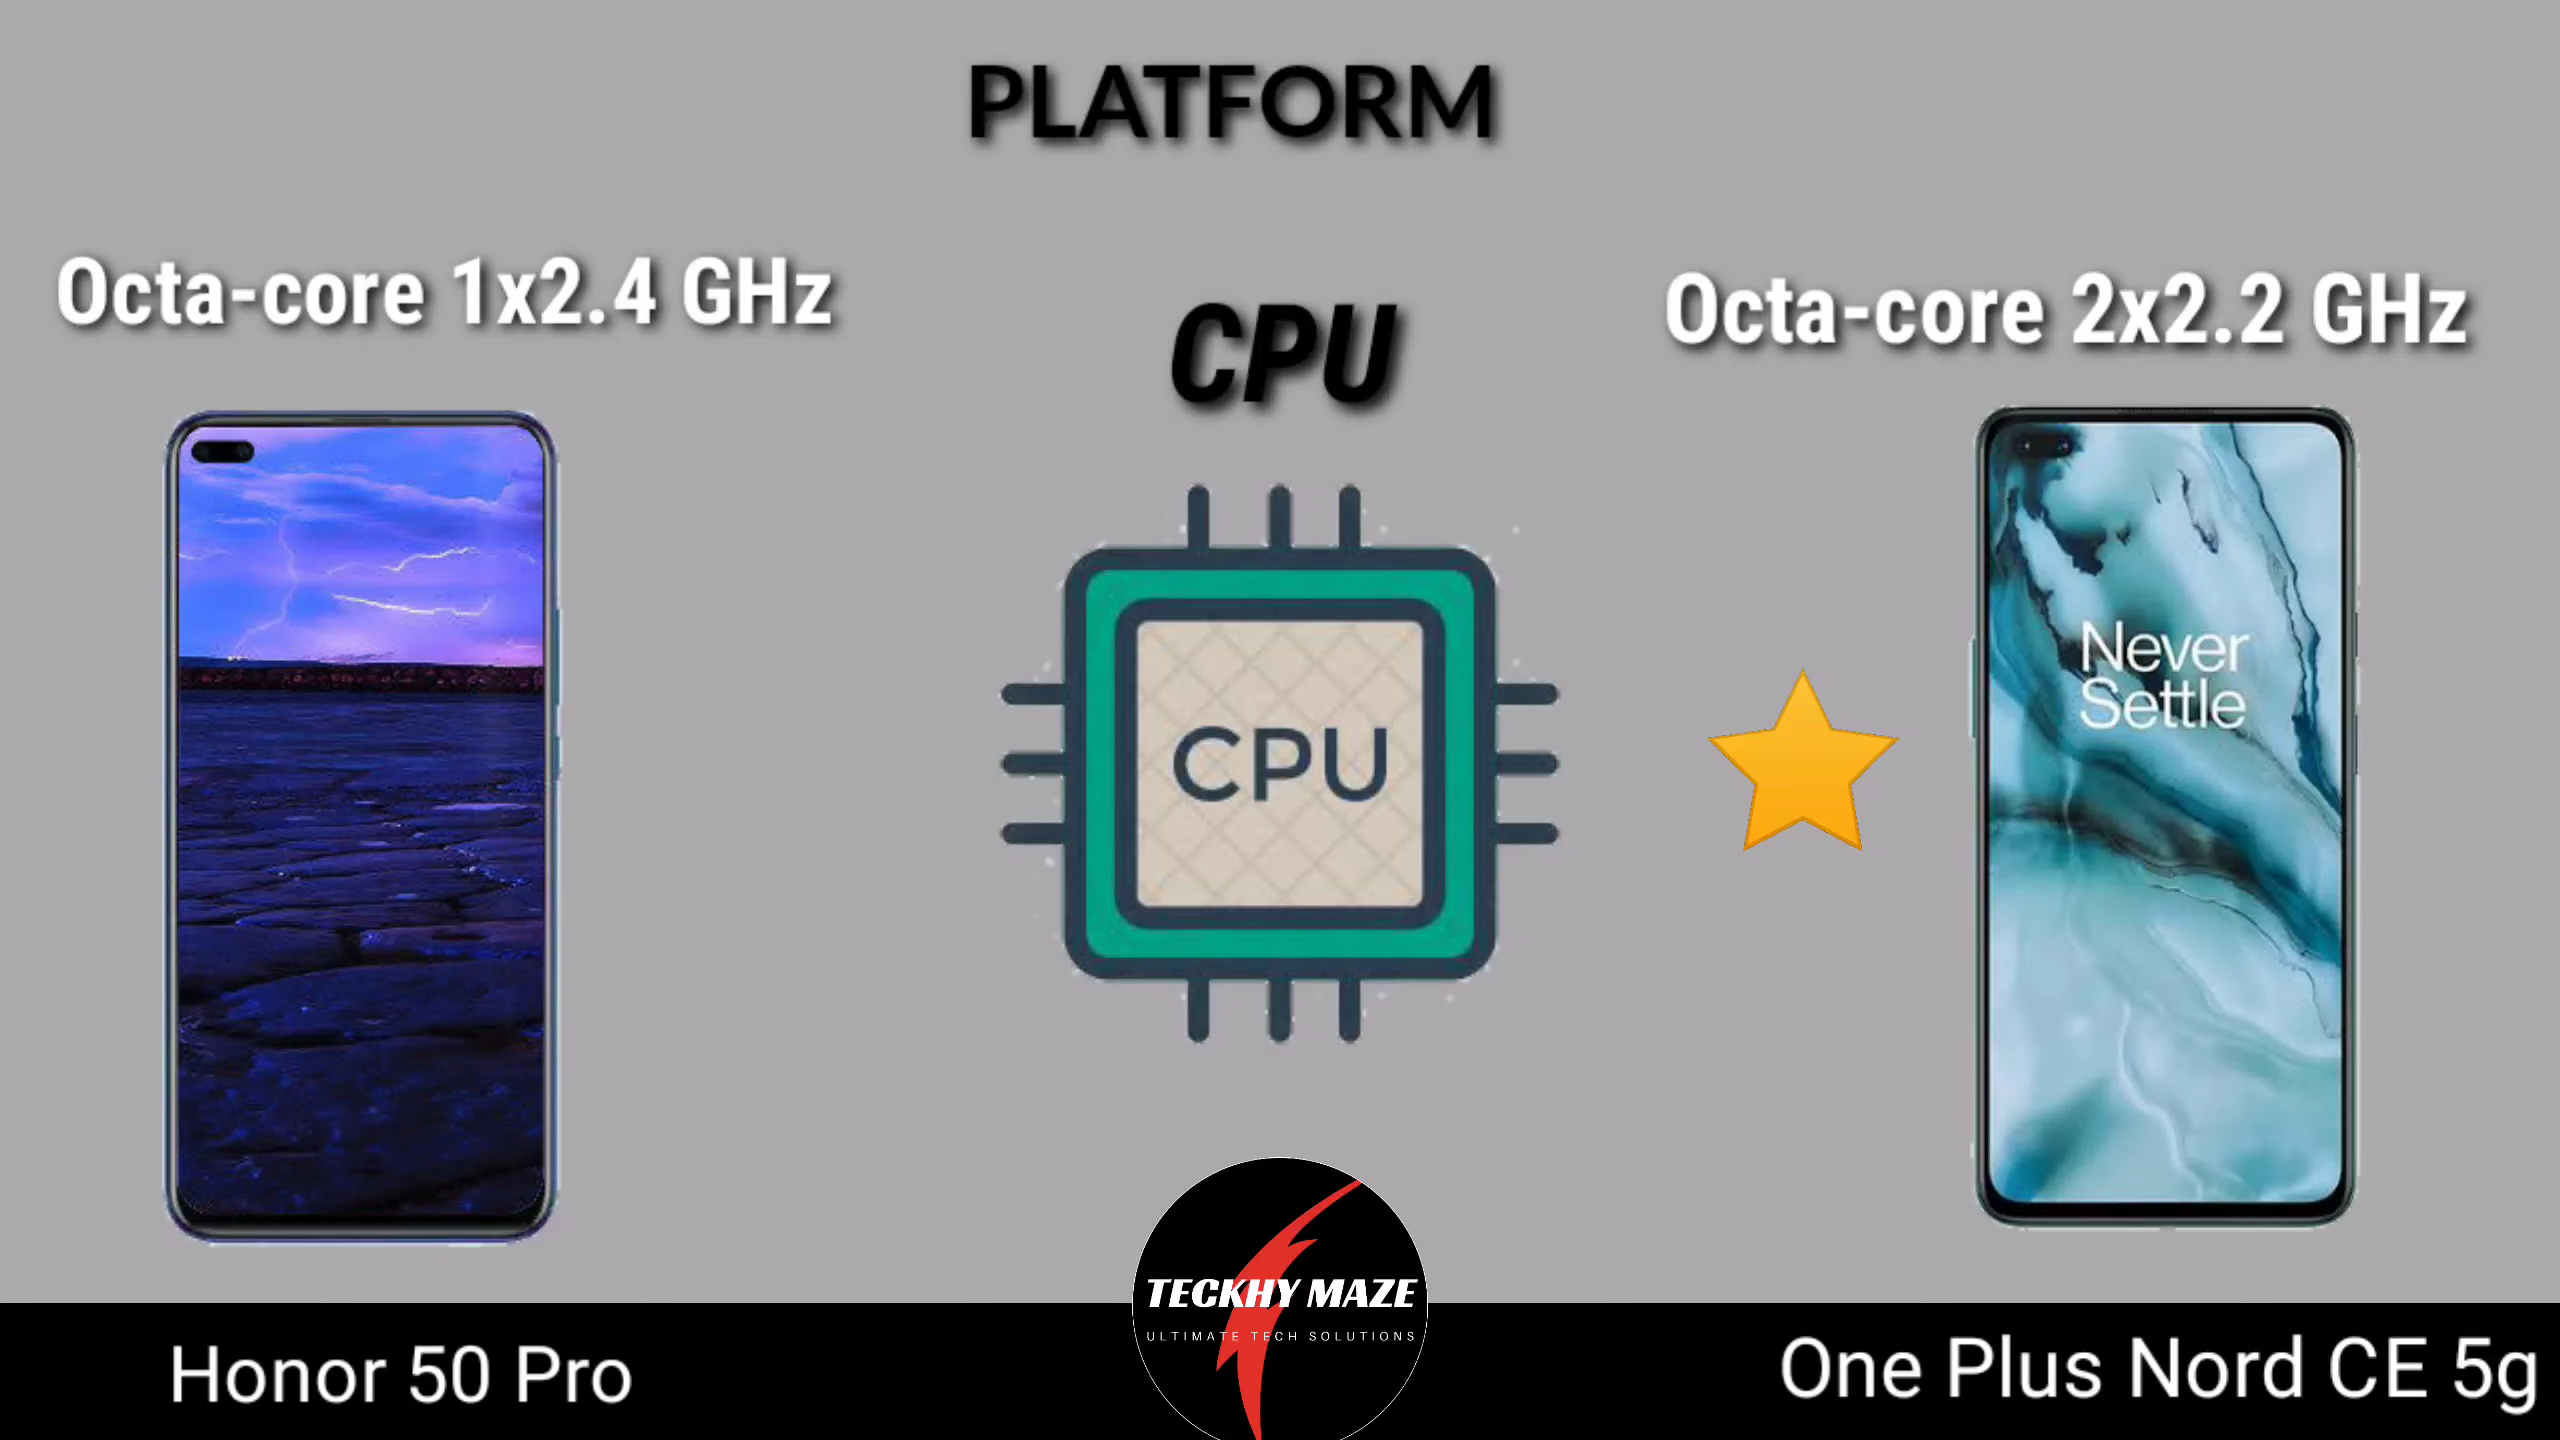 PLATFORM
Octa-core 1x2.4 GHz
CPU
Octa-core 2x2.2 GHz
Never
Settle
CPU
TECKHY MAZE
ULTIMATE TECH SOLUTIONS
Honor 50 Pro
One Plus Nord CE 5g